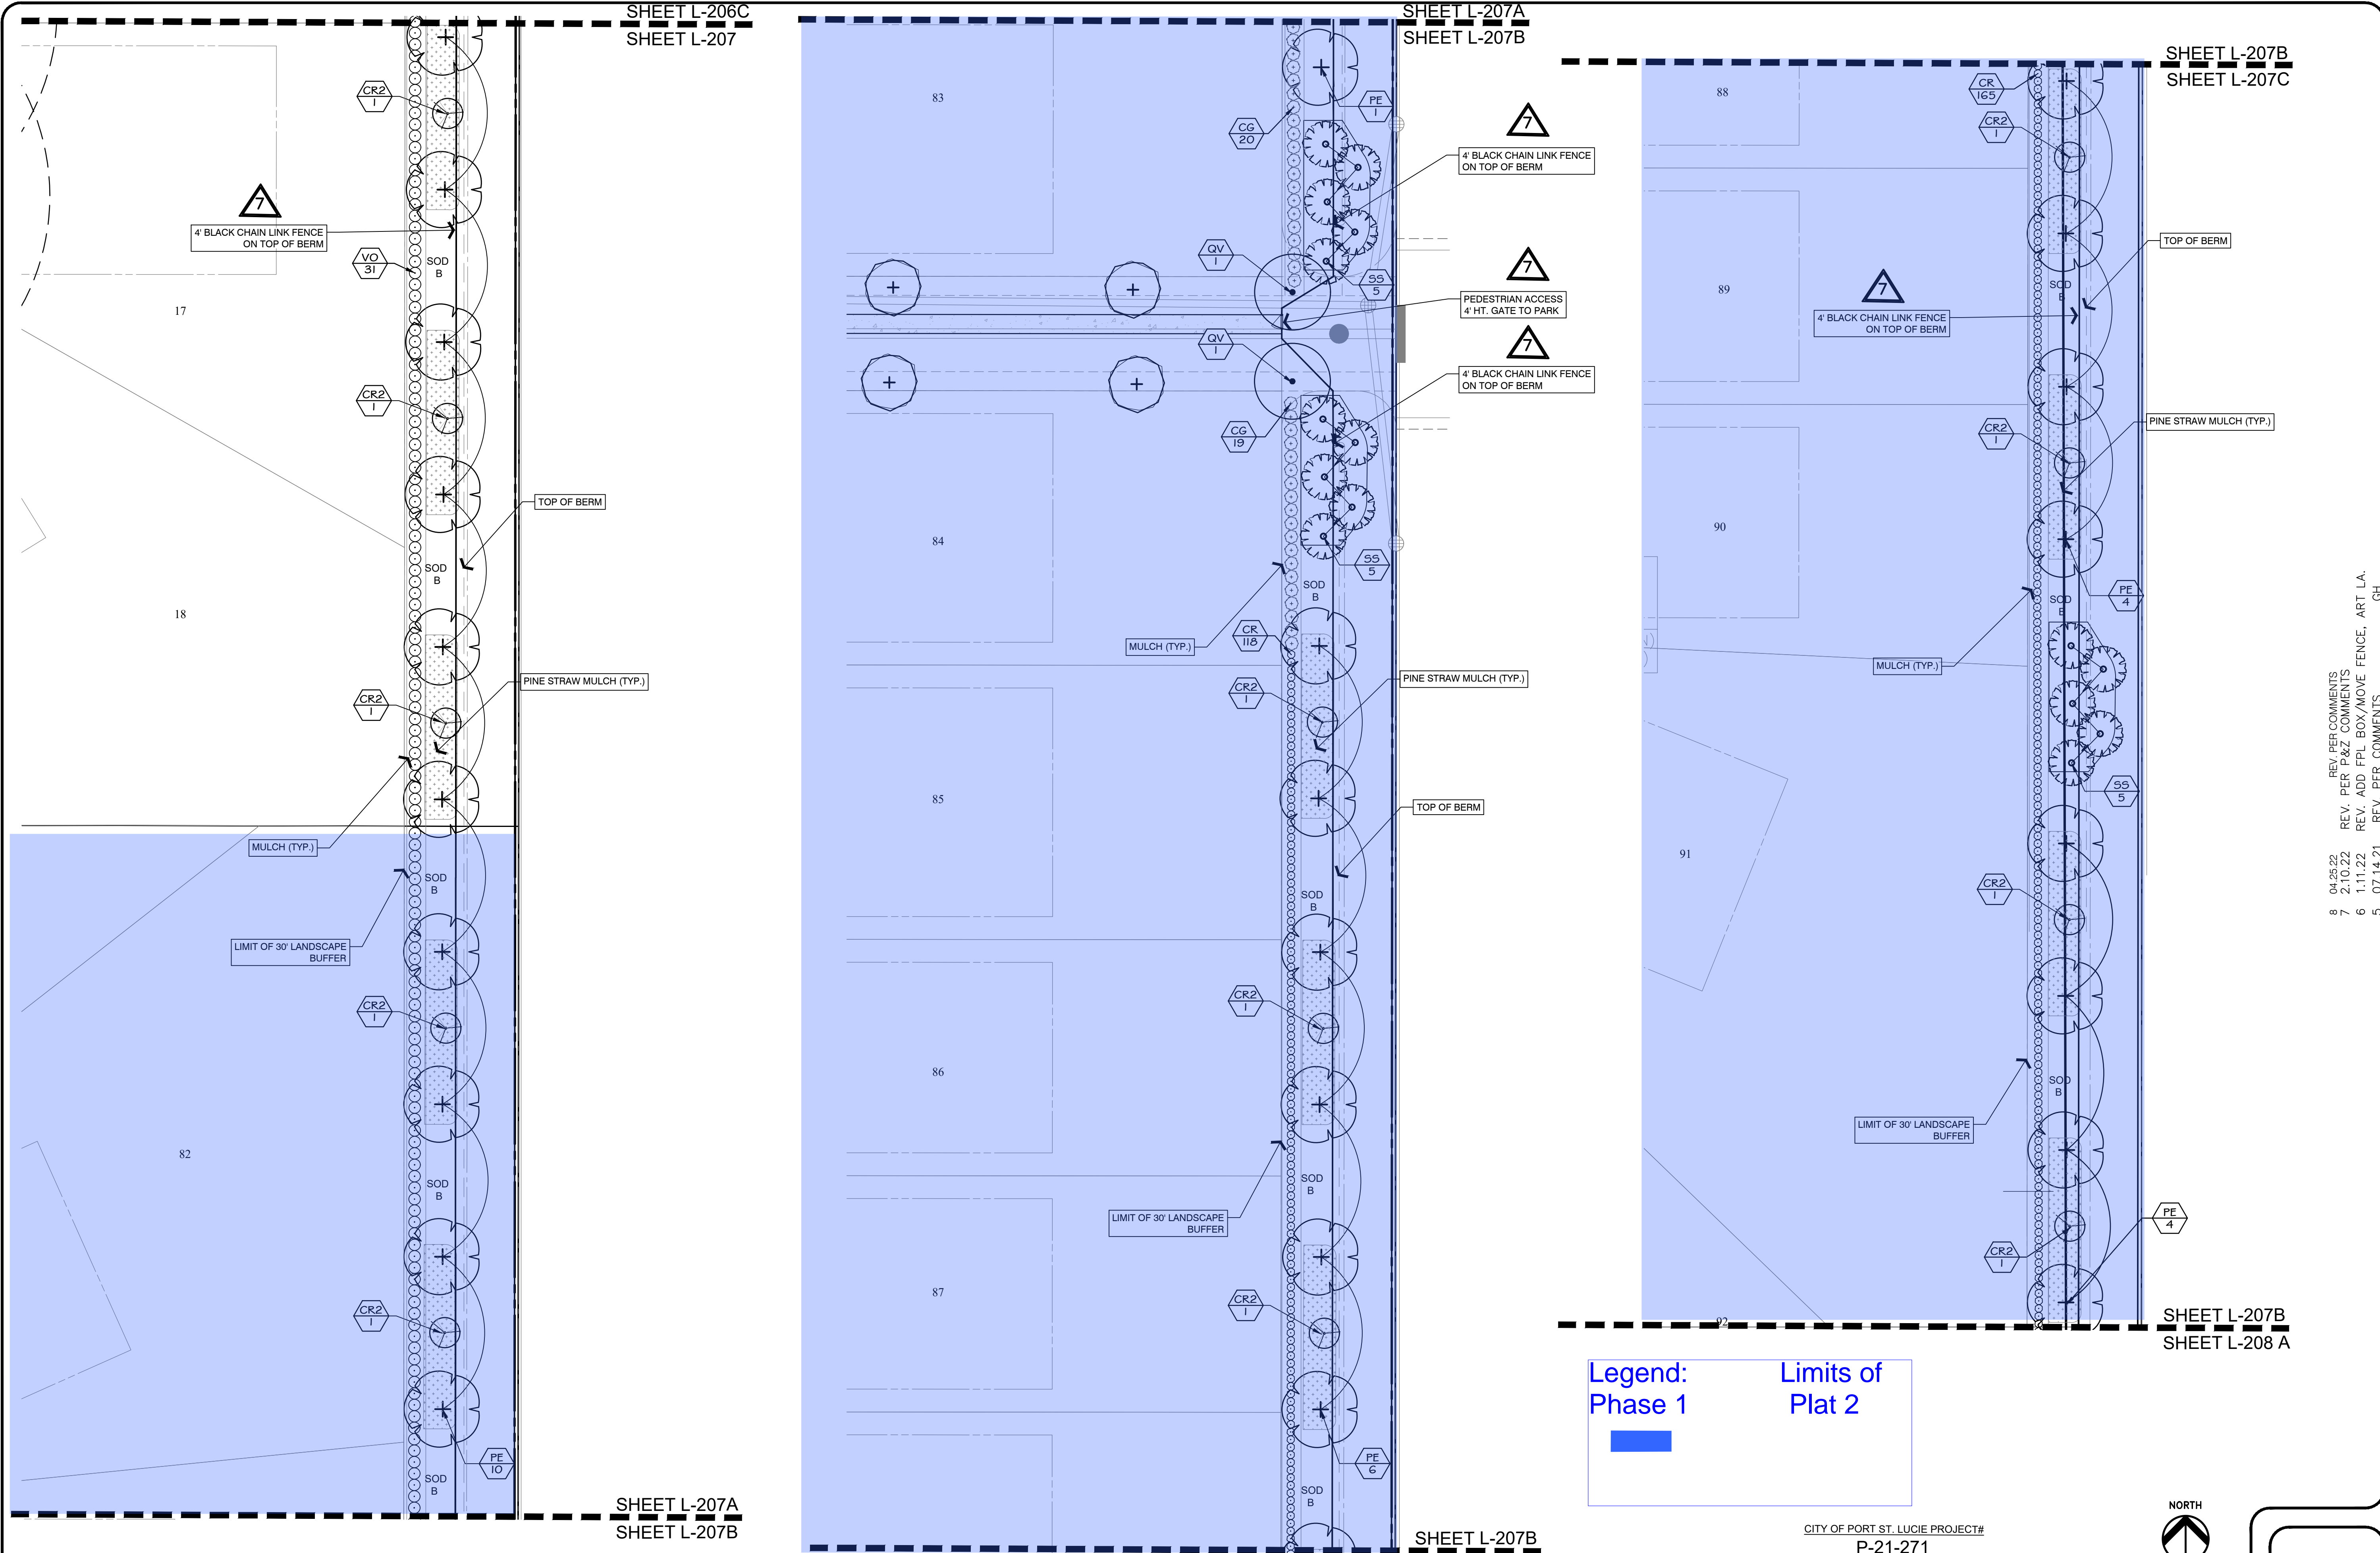 SHEET L-206C
SHEET L-207
CR2
1
7
4' BLACK CHAIN LINK FENCE
ON TOP OF BERM
VO
31
SOD
B
17
CR2
1
TOP OF BERM
SOD
B
18
PINE STRAW MULCH (TYP.)
CR2
1
MULCH (TYP.)
SOD
B
LIMIT OF 30' LANDSCAPE
BUFFER
CR2
1
82
SOD
B
CR2
1
PE
10
SOD
B
SHEET L-207A
SHEET L-207B
SHEET L-207A
SHEET L-207B
83
PE
1
CG
20
7
4' BLACK CHAIN LINK FENCE
ON TOP OF BERM
QV
1
SS
5
7
PEDESTRIAN ACCESS
4' HT. GATE TO PARK
QV
1
7
4' BLACK CHAIN LINK FENCE
ON TOP OF BERM
CG
19
84
SS
5
SOD
B
CR
118
MULCH (TYP.)
PINE STRAW MULCH (TYP.)
CR2
1
85
TOP OF BERM
SOD
B
CR2
1
86
SOD
B
LIMIT OF 30' LANDSCAPE
BUFFER
87
CR2
1
PE
6
SOD
B
SHEET L-207B
SHEET L-207B
SHEET L-207C
88
CR
165
CR2
1
TOP OF BERM
89
7
SOD
B
4' BLACK CHAIN LINK FENCE
ON TOP OF BERM
PINE STRAW MULCH (TYP.)
CR2
1
90
PE
4
SOD
B
MULCH (TYP.)
SS
5
91
CR2
1
SOD
B
LIMIT OF 30' LANDSCAPE
BUFFER
PE
4
CR2
1
92
SHEET L-207B
SHEET L-208 A
8 04.25.22 REV. PER COMMENTS
7 2.10.22 REV. PER P&Z COMMENTS
6 1.11.22 REV. ADD FPL BOX/MOVE FENCE, ART LA.
5 07.14.21 REV. PER COMMENTS GH
Legend: Limits of
Phase 1 Plat 2
CITY OF PORT ST. LUCIE PROJECT#
P-21-271
NORTH